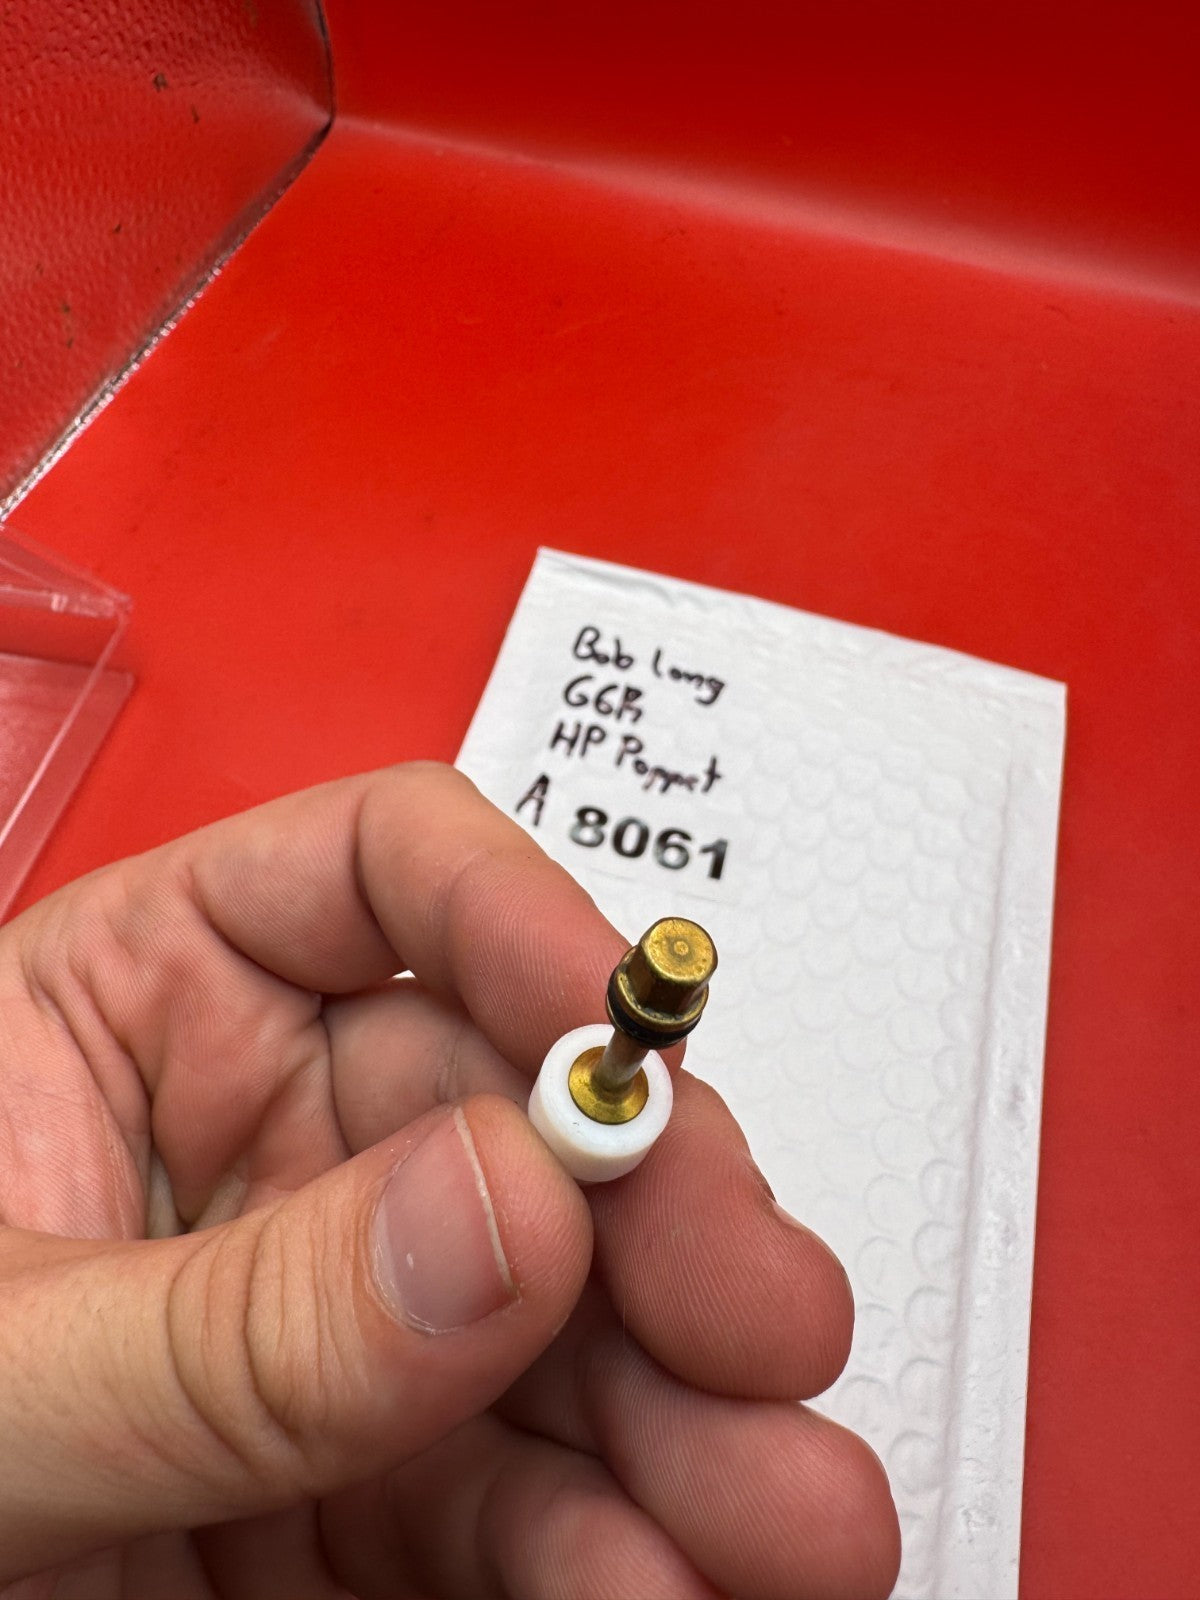 Bob Long
G6R
HP Poppet
A 8061